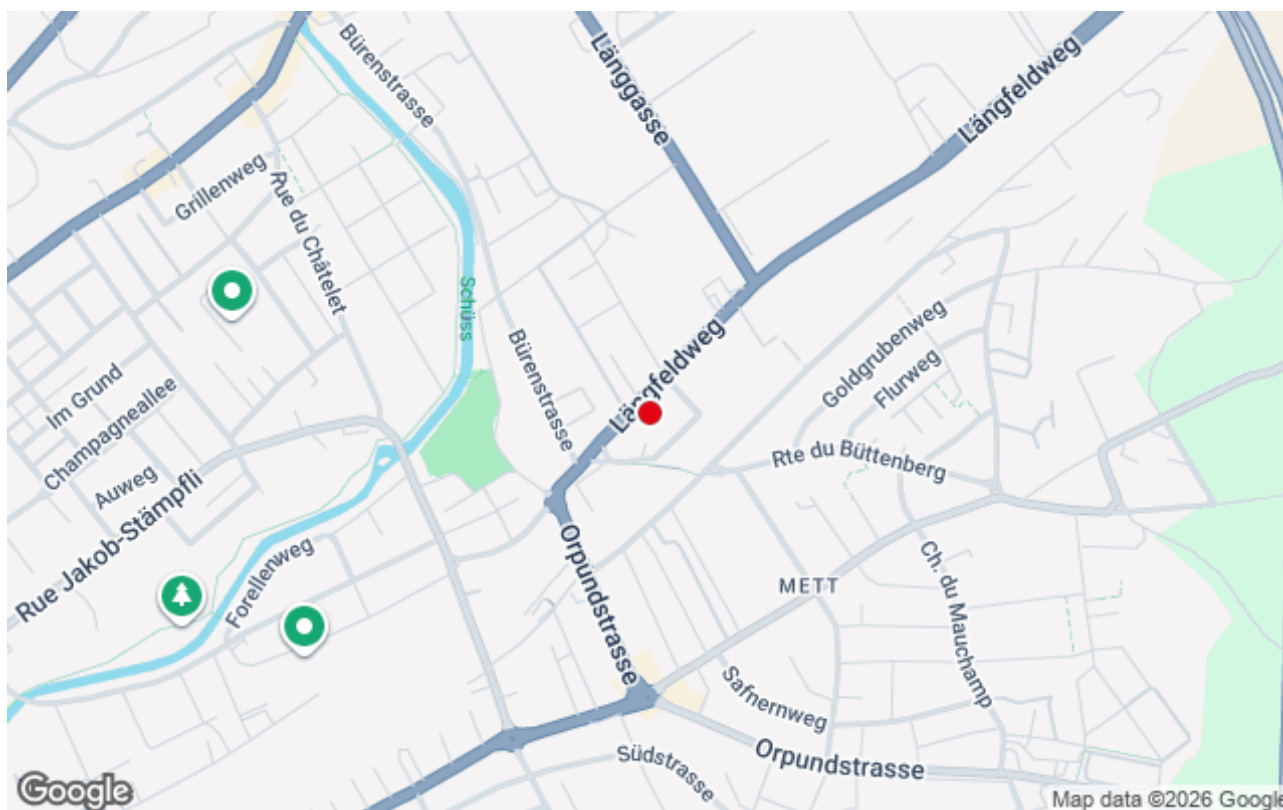 Bürenstrasse
Länggasse
Längfeldweg
Grillenweg
Rue du Châtelet
Schüss
Bürenstrasse
Längfeldweg
Goldgrubenweg
Flurweg
Im Grund
Champagneallee
Auweg
Rte du Büttenberg
Rue Jakob-Stämpfli
Forellenweg
Orpundstrasse
METT
Ch. du Mauchamp
Safnernweg
Südstrasse
Orpundstrasse
Google
Map data ©2026 Google